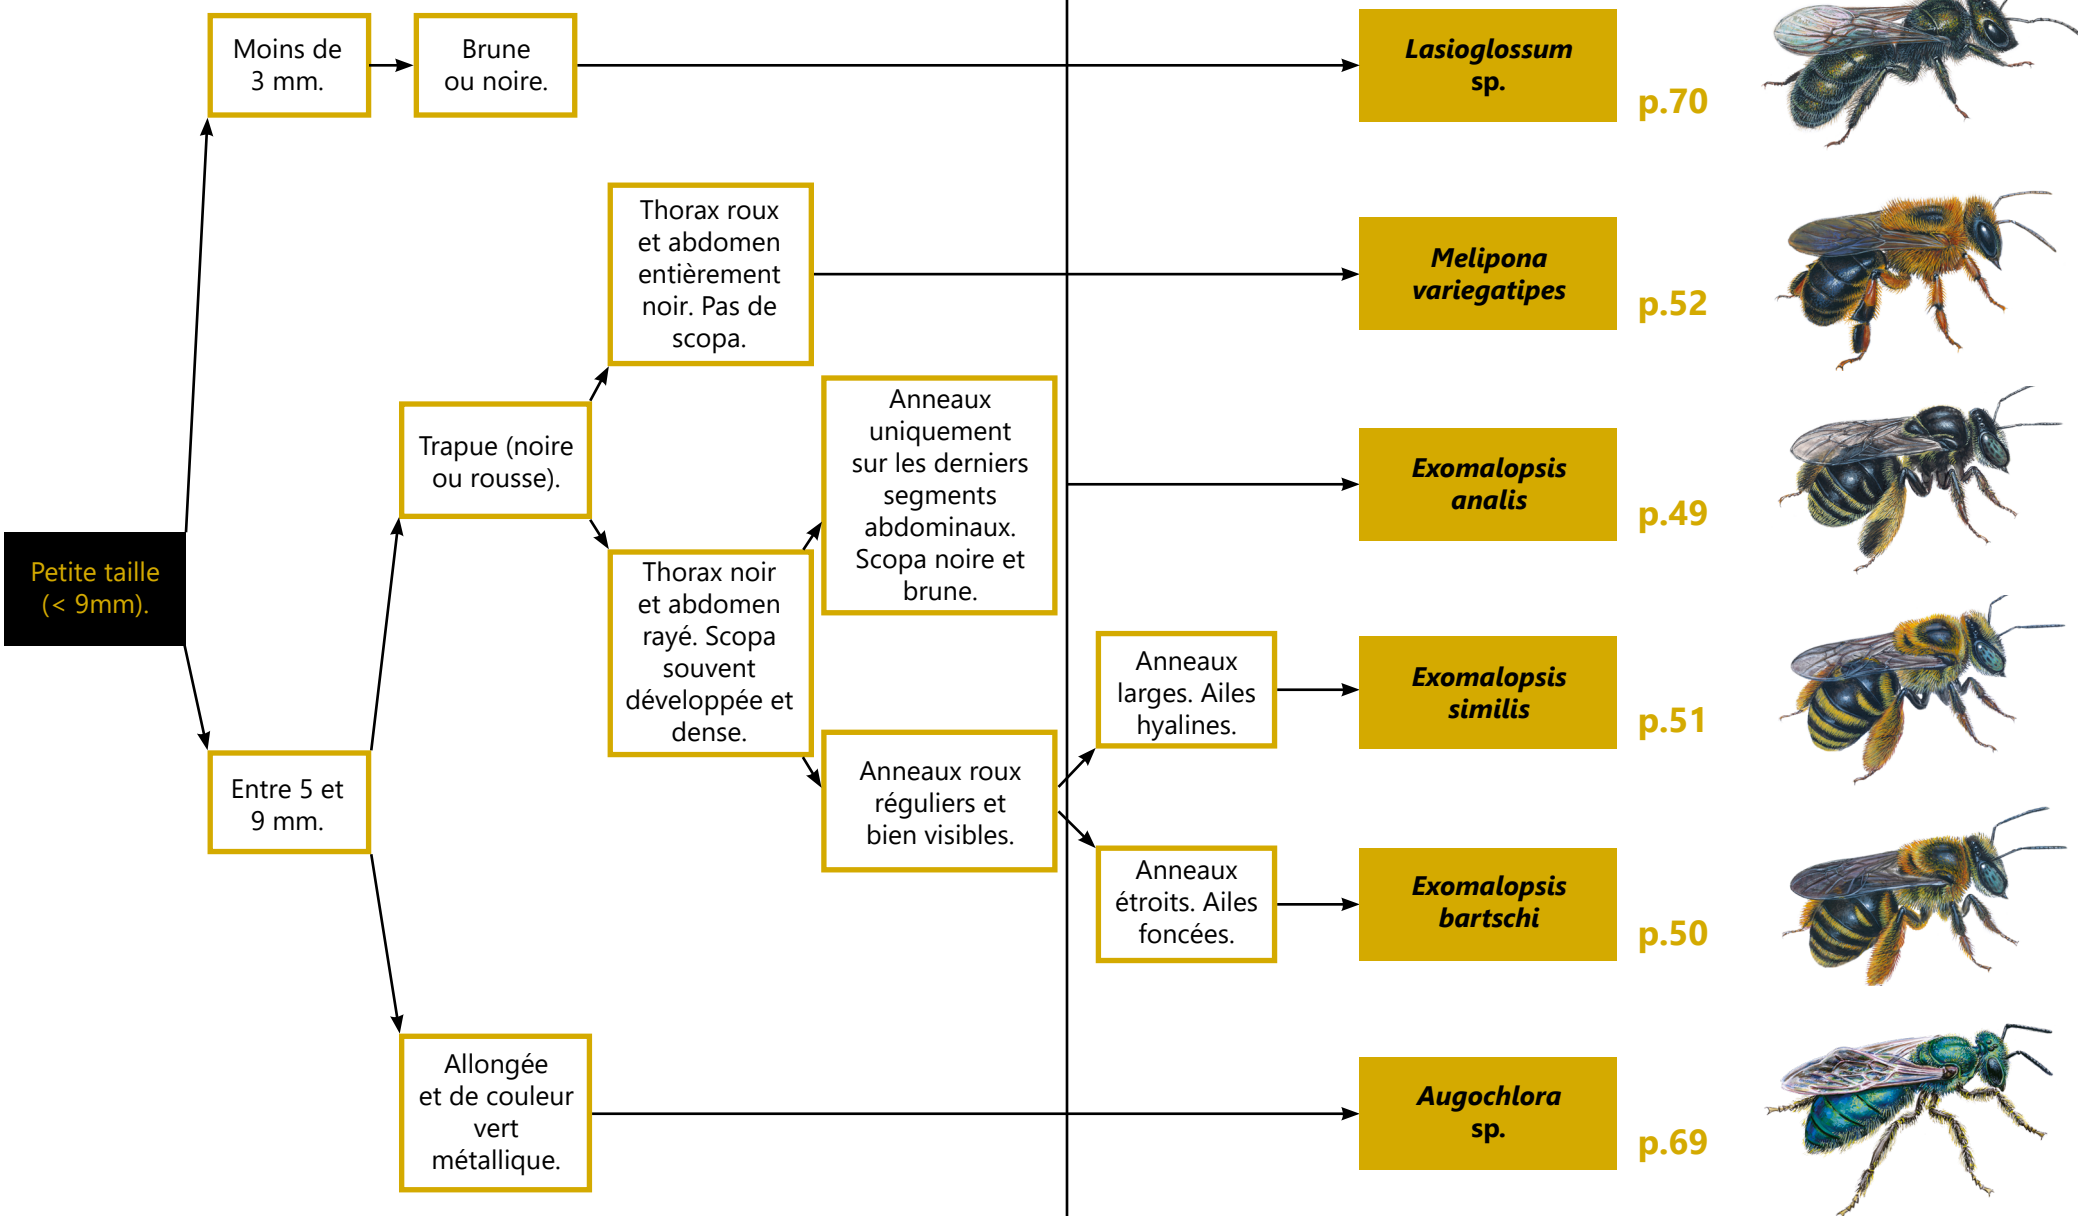 Moins de
3 mm.
Brune
ou noire.
Lasioglossum
sp.
p.70
Thorax roux
et abdomen
entièrement
noir. Pas de
scopa.
Melipona
variegatipes
p.52
Trapue (noire
ou rousse).
Anneaux
uniquement
sur les derniers
segments
abdominaux.
Scopa noire et
brune.
Exomalopsis
analis
p.49
Petite taille
(< 9mm).
Thorax noir
et abdomen
rayé. Scopa
souvent
développée et
dense.
Anneaux
larges. Ailes
hyalines.
Exomalopsis
similis
p.51
Entre 5 et
9 mm.
Anneaux roux
réguliers et
bien visibles.
Anneaux
étroits. Ailes
foncées.
Exomalopsis
bartschi
p.50
Allongée
et de couleur
vert
métallique.
Augochlora
sp.
p.69